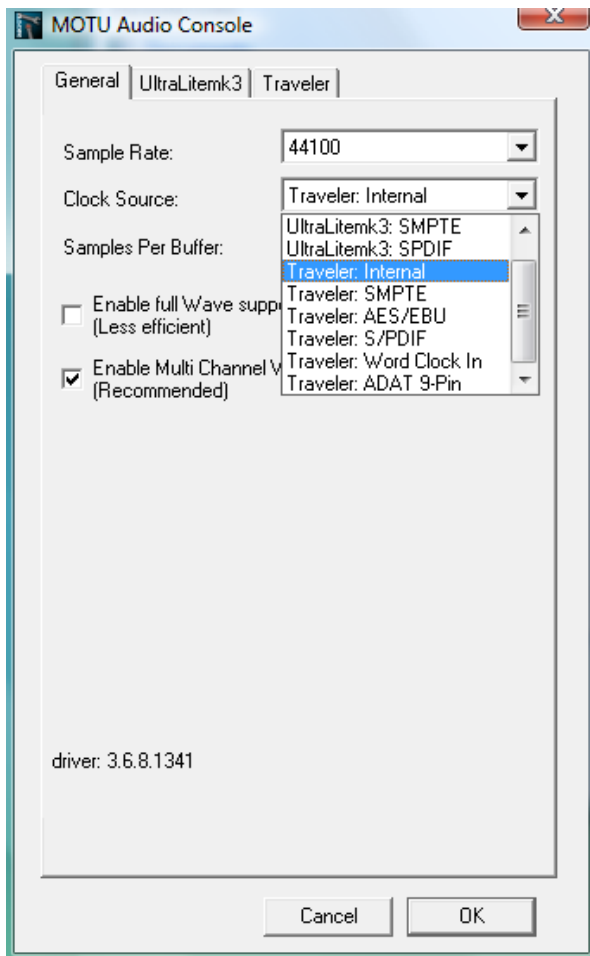 MOTU Audio Console
General UltraLitemk3 Traveler
Sample Rate: 44100
Clock Source: Traveler: Internal
UltraLitemk3: SMPTE
Samples Per Buffer: UltraLitemk3: SPDIF
Traveler: Internal
Traveler: SMPTE
Enable full Wave
(Less efficient)
Traveler: AES/EBU
Traveler: S/PDIF
Enable Multi Channel
(Recommended)
Traveler: Word Clock In
Traveler: ADAT 9-Pin
driver: 3.6.8.1341
Cancel OK